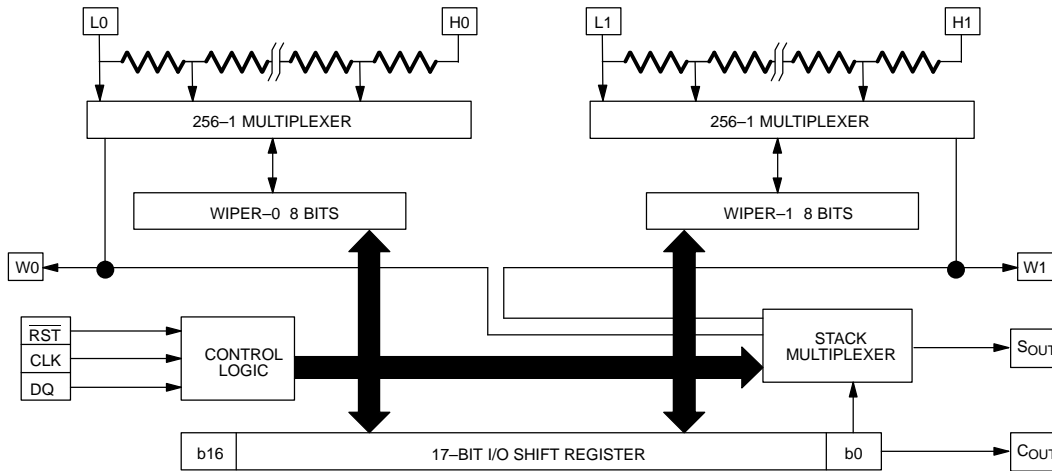 L0 H0 L1 H1
256–1 MULTIPLEXER 256–1 MULTIPLEXER
WIPER–0 8 BITS WIPER–1 8 BITS
W0 W1
RST
CLK
DQ
CONTROL
LOGIC
STACK
MULTIPLEXER
SOUT
b16 17–BIT I/O SHIFT REGISTER b0
COUT